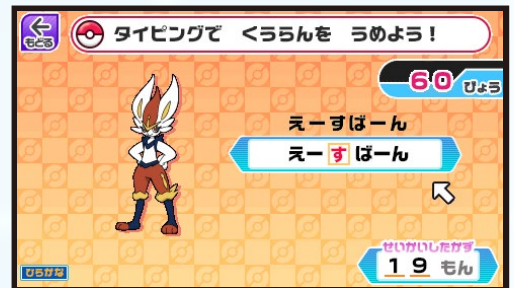 もどる
タイピングで くうらんを うめよう！
60 びょう
えーすばーん
えーすばーん
せいかいしたかず
19 もん
ひらがな